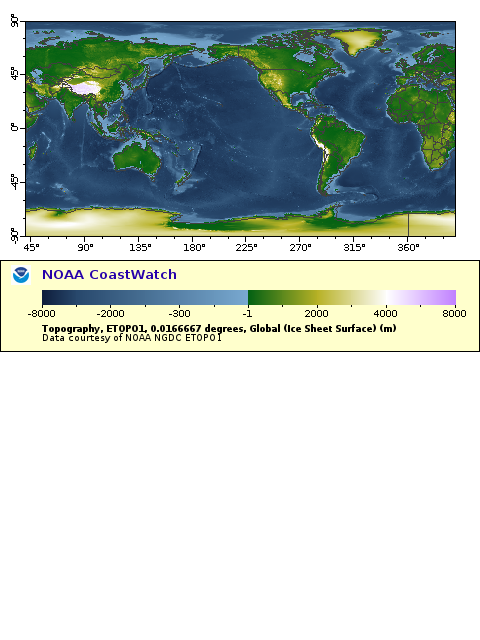 90°
45°
0°
-45°
-90°
45° 90° 135° 180° 225° 270° 315° 360°
NOAA
NOAA CoastWatch
-8000 -2000 -300 -1 2000 4000 8000
Topography, ETOPO1, 0.0166667 degrees, Global (Ice Sheet Surface) (m)
Data courtesy of NOAA NGDC ETOPO1